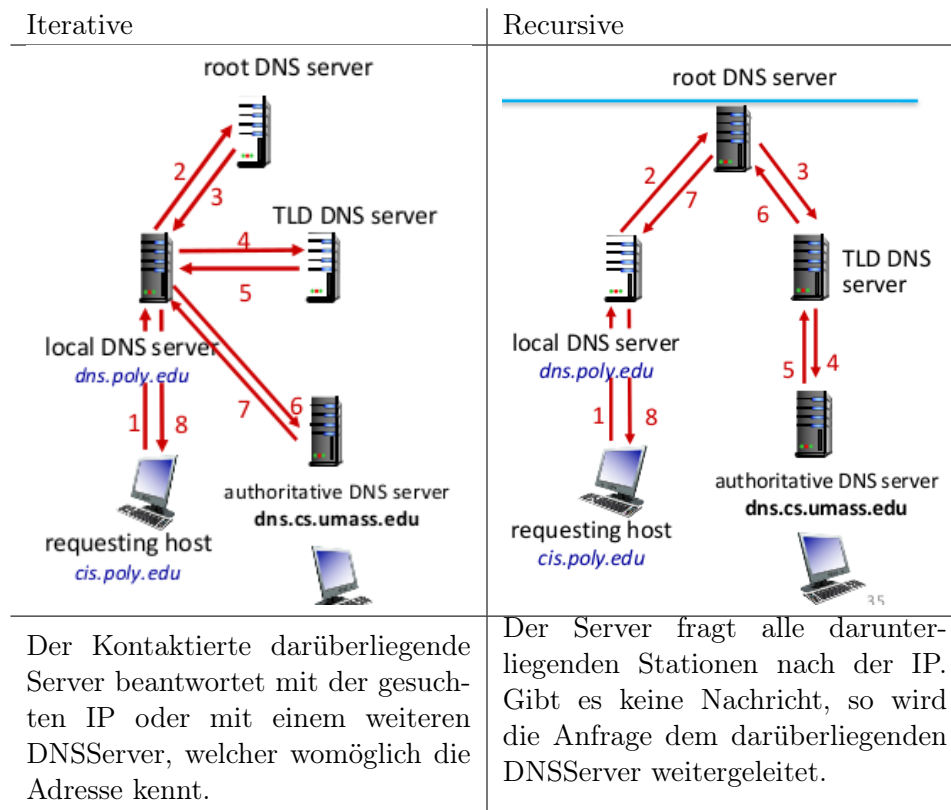 Iterative
root DNS server
2
3
TLD DNS server
4
5
local DNS server
dns.poly.edu
6
7
1
8
authoritative DNS server
dns.cs.umass.edu
requesting host
cis.poly.edu
Der Kontaktierte darüberliegende
Server beantwortet mit der gesuch-
ten IP oder mit einem weiteren
DNSServer, welcher womöglich die
Adresse kennt.
Recursive
root DNS server
2
3
7
6
TLD DNS
server
local DNS server
dns.poly.edu
5
4
1
8
authoritative DNS server
dns.cs.umass.edu
requesting host
cis.poly.edu
35
Der Server fragt alle darunter-
liegenden Stationen nach der IP.
Gibt es keine Nachricht, so wird
die Anfrage dem darüberliegenden
DNSServer weitergeleitet.